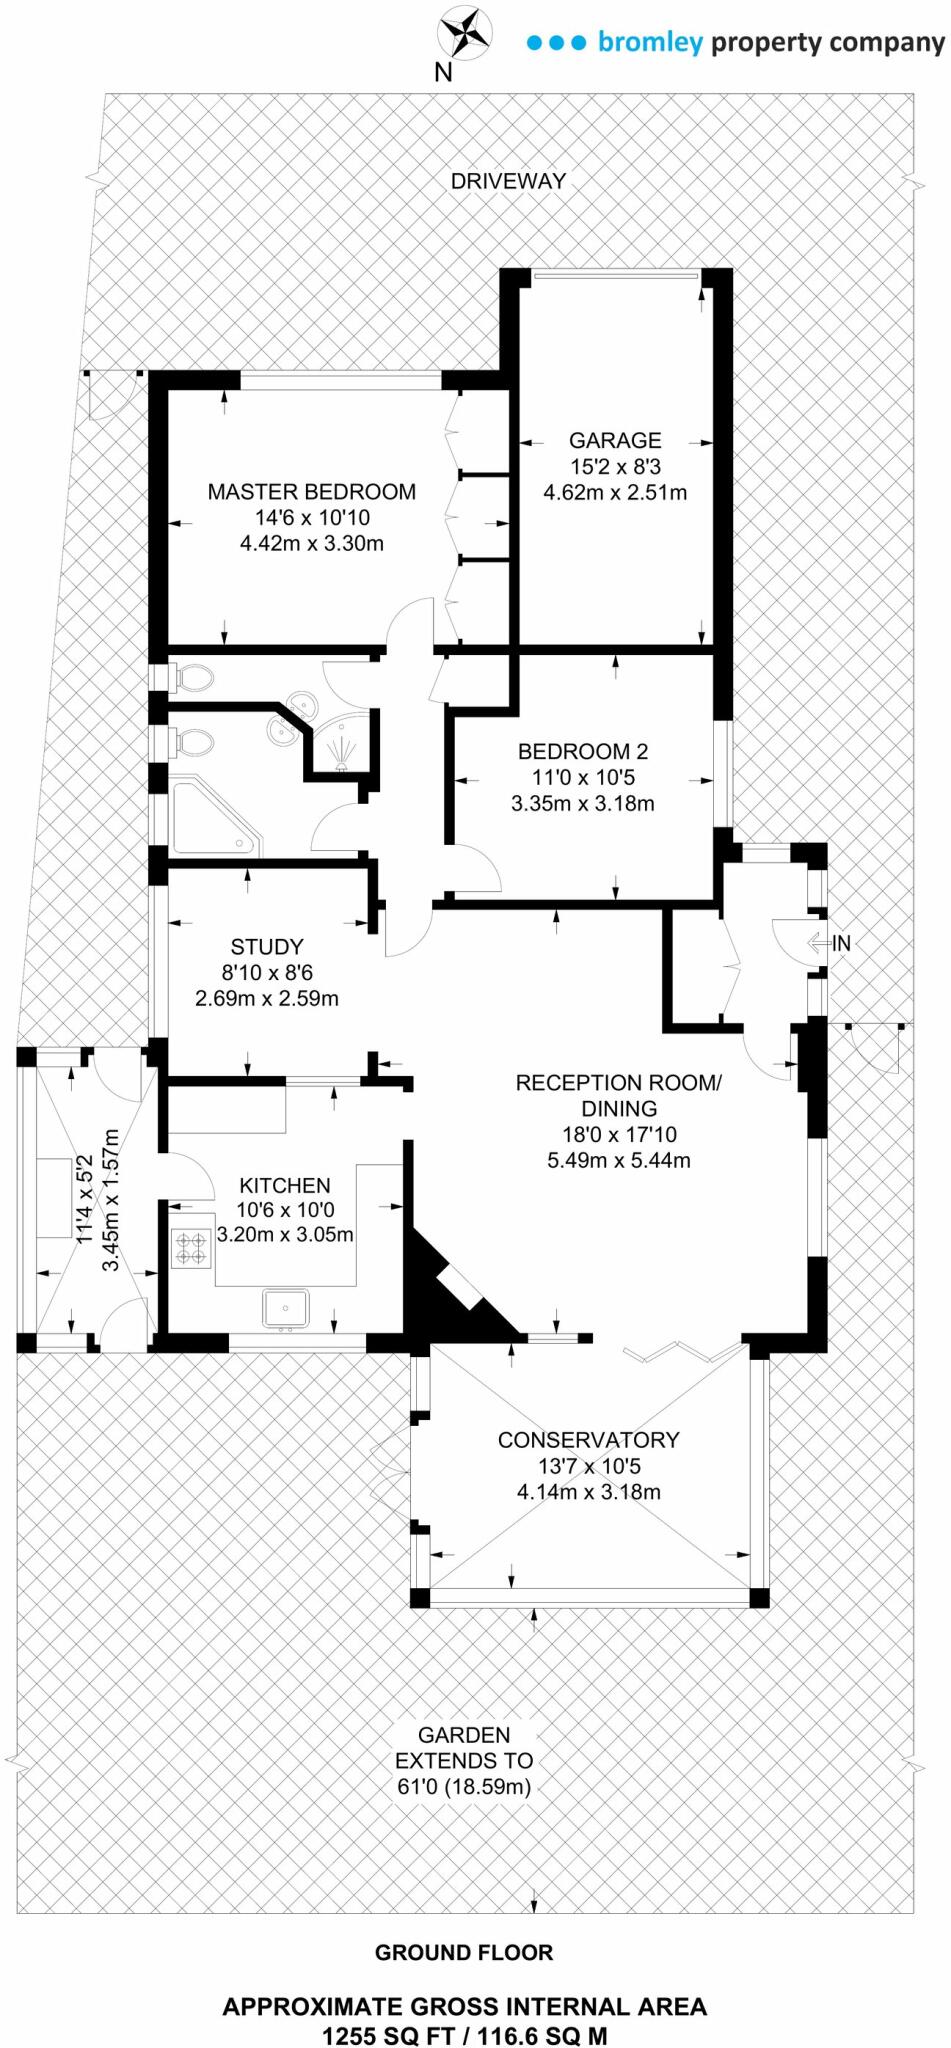 N
bromley property company
DRIVEWAY
GARAGE
15'2 x 8'3
4.62m x 2.51m
MASTER BEDROOM
14'6 x 10'10
4.42m x 3.30m
BEDROOM 2
11'0 x 10'5
3.35m x 3.18m
STUDY
8'10 x 8'6
2.69m x 2.59m
IN
RECEPTION ROOM/
DINING
18'0 x 17'10
5.49m x 5.44m
11'4 x 5'2
3.45m x 1.57m
KITCHEN
10'6 x 10'0
3.20m x 3.05m
CONSERVATORY
13'7 x 10'5
4.14m x 3.18m
GARDEN
EXTENDS TO
61'0 (18.59m)
GROUND FLOOR
APPROXIMATE GROSS INTERNAL AREA
1255 SQ FT / 116.6 SQ M